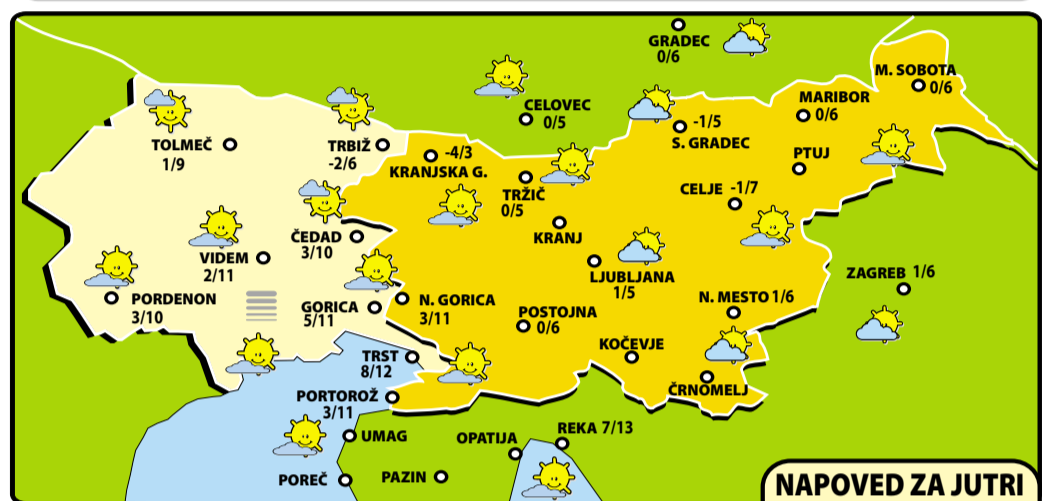 GRADEC
0/6
M. SOBOTA
0/6
CELOVEC
0/5
MARIBOR
0/6
-1/5
S. GRADEC
TOLMEČ
1/9
TRBIŽ
-2/6
-4/3
KRANJSKA G.
PTUJ
TRŽIČ
0/5
CELJE -1/7
KRANJ
ČEDAD
3/10
VIDEM
2/11
LJUBLJANA
1/5
ZAGREB 1/6
PORDENON
3/10
GORICA
5/11
N. GORICA
3/11
N. MESTO 1/6
POSTOJNA
0/6
KOČEVJE
TRST
8/12
ČRNOMELJ
PORTOROŽ
3/11
UMAG
OPATIJA
REKA 7/13
POREČ
PAZIN
NAPOVED ZA JUTRI